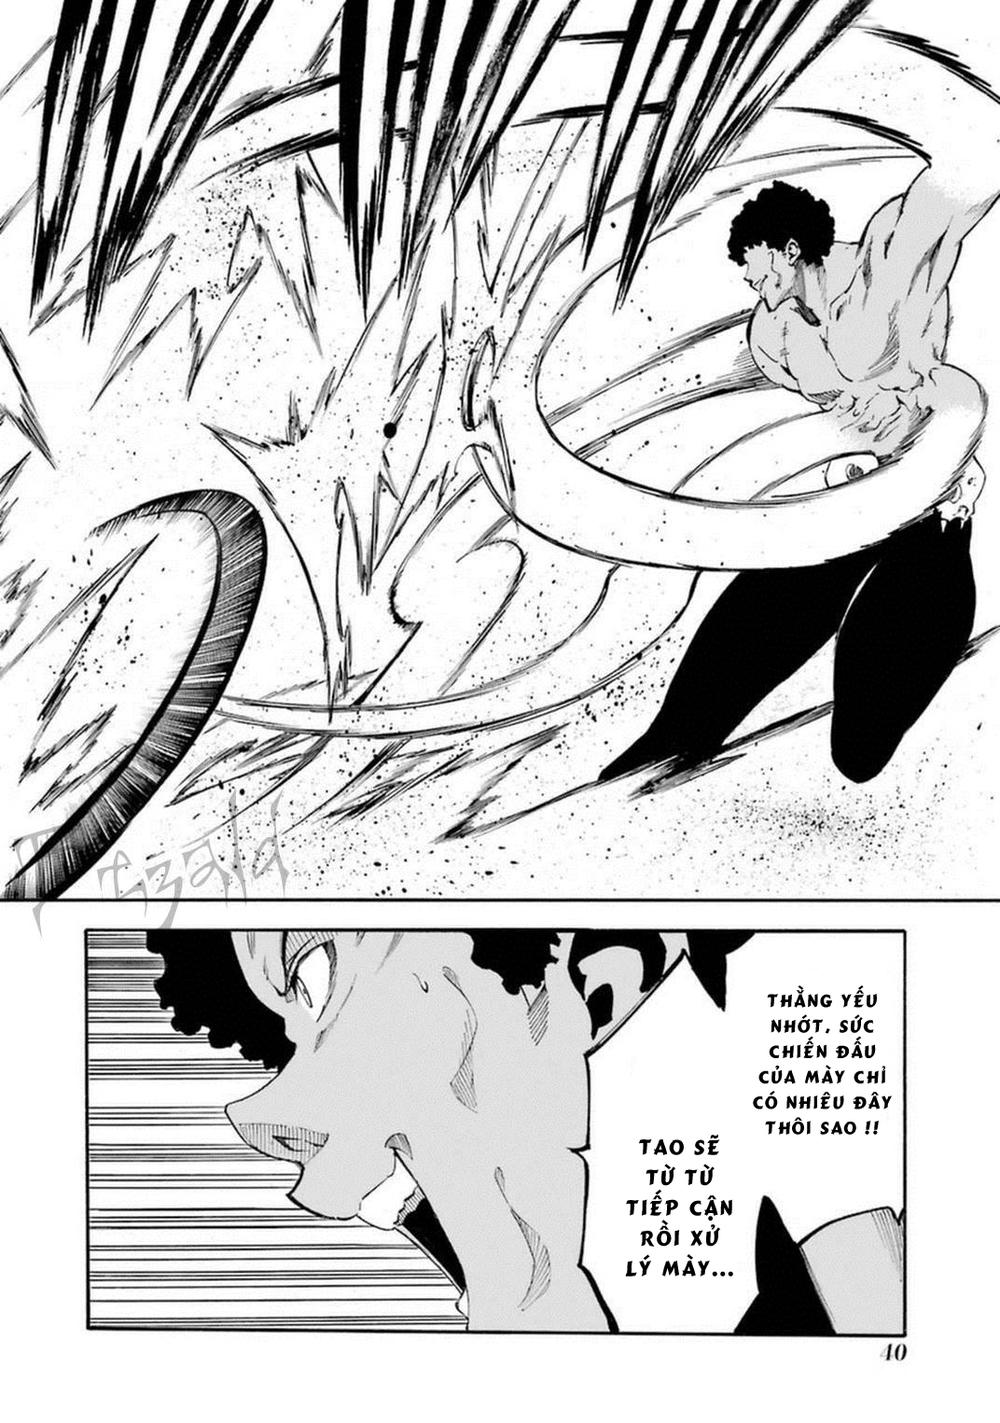 THẰNG YẾU
NHỚT, SỨC
CHIẾN ĐẤU
CỦA MÀY CHỈ
CÓ NHIÊU ĐÂY
THÔI SAO !!
TAO SẼ
TỪ TỪ
TIẾP CẬN
RỒI XỬ
LÝ MÀY...
40